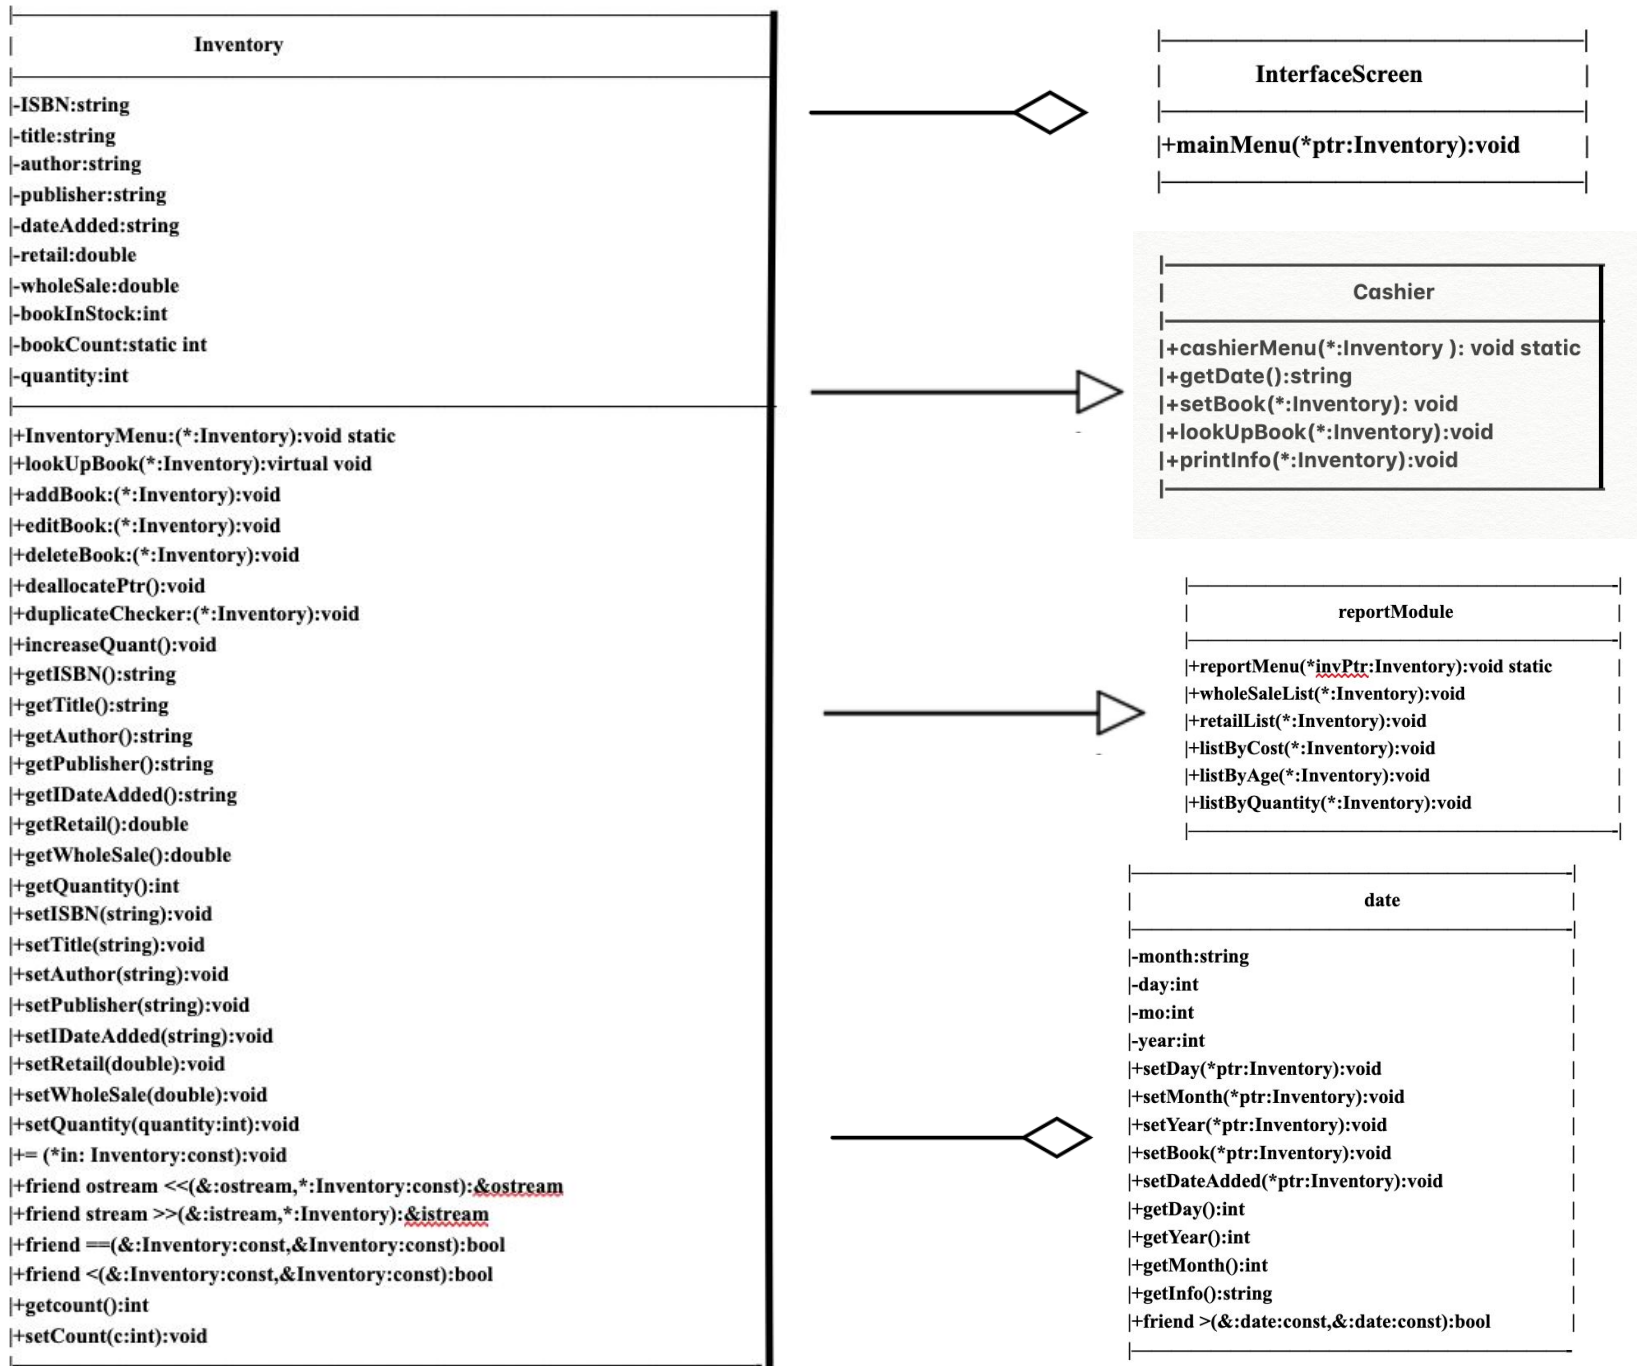 Inventory
-ISBN:string
-title:string
-author:string
-publisher:string
-dateAdded:string
-retail:double
-wholeSale:double
-bookInStock:int
-bookCount:static int
-quantity:int
+InventoryMenu:(*:Inventory):void static
+lookUpBook(*:Inventory):virtual void
+addBook:(*:Inventory):void
+editBook:(*:Inventory):void
+deleteBook:(*:Inventory):void
+deallocatePtr():void
+duplicateChecker:(*:Inventory):void
+increaseQuant():void
+getISBN():string
+getTitle():string
+getAuthor():string
+getPublisher():string
+getIDateAdded():string
+getRetail():double
+getWholeSale():double
+getQuantity():int
+setISBN(string):void
+setTitle(string):void
+setAuthor(string):void
+setPublisher(string):void
+setIDateAdded(string):void
+setRetail(double):void
+setWholeSale(double):void
+setQuantity(quantity:int):void
+= (*in: Inventory:const):void
+friend ostream <<(&:ostream,*:Inventory:const):&ostream
+friend stream >>(&:istream,*:Inventory):&istream
+friend ==(&:Inventory:const,&Inventory:const):bool
+friend <(&:Inventory:const,&Inventory:const):bool
+getcount():int
+setCount(c:int):void
InterfaceScreen
+mainMenu(*ptr:Inventory):void
Cashier
+cashierMenu(*:Inventory ): void static
+getDate():string
+setBook(*:Inventory): void
+lookUpBook(*:Inventory):void
+printInfo(*:Inventory):void
reportModule
+reportMenu(*invPtr:Inventory):void static
+wholeSaleList(*:Inventory):void
+retailList(*:Inventory):void
+listByCost(*:Inventory):void
+listByAge(*:Inventory):void
+listByQuantity(*:Inventory):void
date
-month:string
-day:int
-mo:int
-year:int
+setDay(*ptr:Inventory):void
+setMonth(*ptr:Inventory):void
+setYear(*ptr:Inventory):void
+setBook(*ptr:Inventory):void
+setDateAdded(*ptr:Inventory):void
+getDay():int
+getYear():int
+getMonth():int
+getInfo():string
+friend >(&:date:const,&:date:const):bool